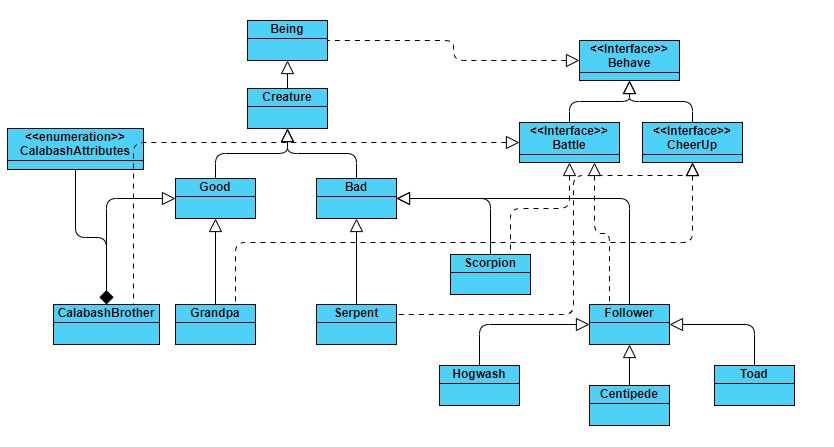 Being
<<Interface>>
Behave
Creature
<<enumeration>>
CalabashAttributes
<<Interface>>
Battle
<<Interface>>
CheerUp
Good
Bad
Scorpion
CalabashBrother
Grandpa
Serpent
Follower
Hogwash
Centipede
Toad